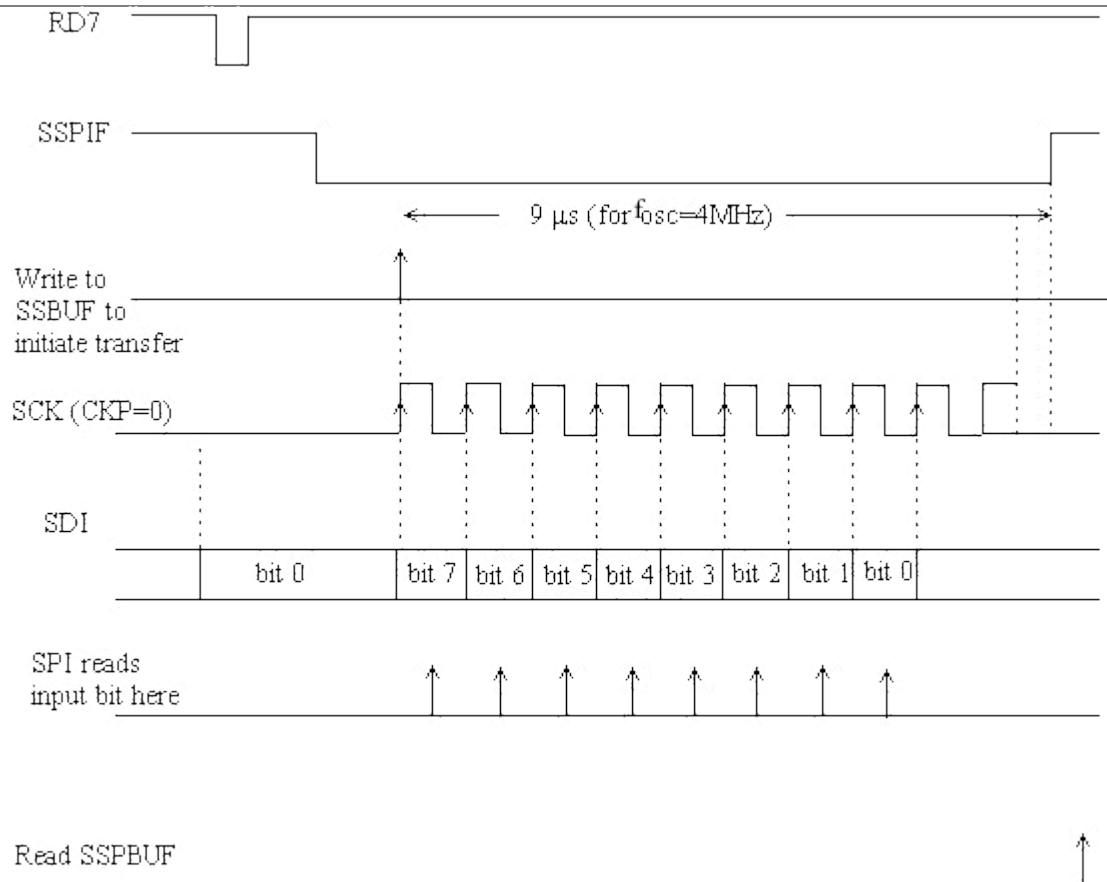 RD7
SSPIF
9 μs (for fosc=4MHz)
Write to
SSBUF to
initiate transfer
SCK (CKP=0)
SDI
bit 0 bit 7 bit 6 bit 5 bit 4 bit 3 bit 2 bit 1 bit 0
SPI reads
input bit here
Read SSPBUF